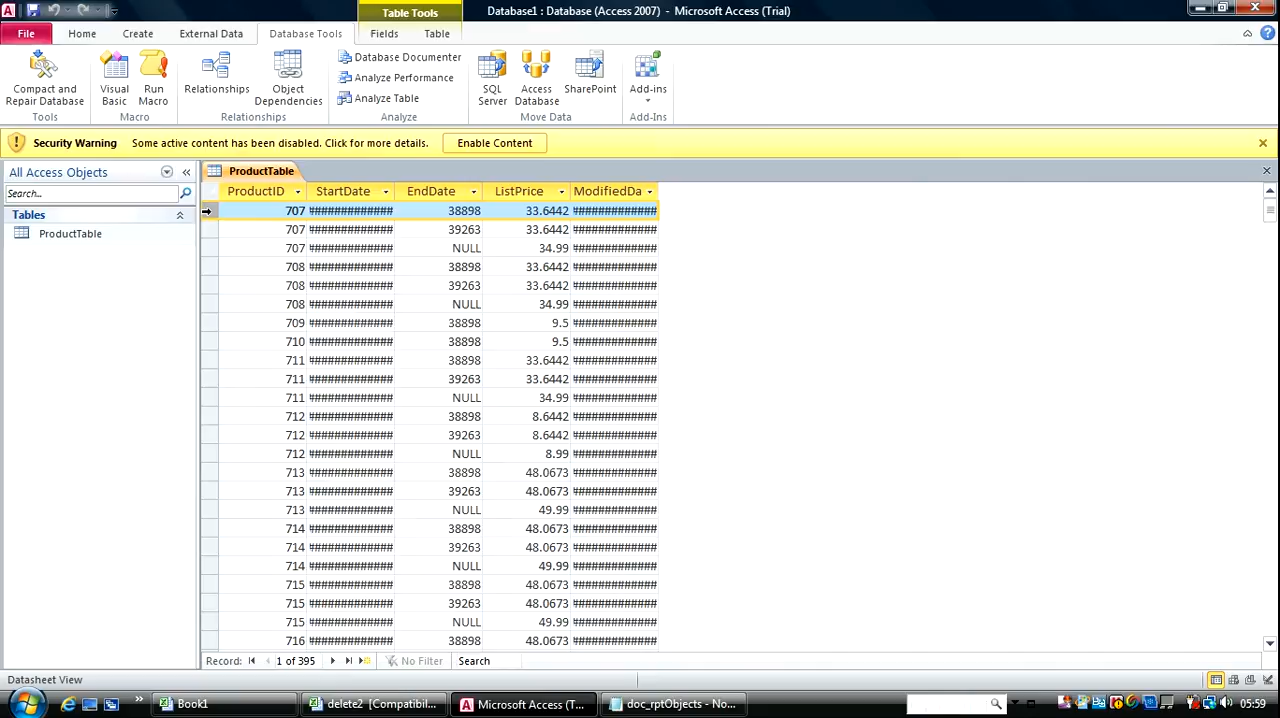 Table Tools
Database1 : Database (Access 2007) - Microsoft Access (Trial)
File Home Create External Data Database Tools Fields Table
Compact and Repair Database
Visual Basic
Run Macro
Relationships
Object Dependencies
Database Documenter
Analyze Performance
Analyze Table
SQL Server
Access Database
SharePoint
Add-ins
Tools Macro Relationships Analyze Move Data Add-Ins
Security Warning Some active content has been disabled. Click for more details. Enable Content
All Access Objects
Search...
Tables
ProductTable
ProductTable
ProductID StartDate EndDate ListPrice ModifiedDa
707 ############# 38898 33.6442 #############
707 ############# 39263 33.6442 #############
707 ############# NULL 34.99 #############
708 ############# 38898 33.6442 #############
708 ############# 39263 33.6442 #############
708 ############# NULL 34.99 #############
709 ############# 38898 9.5 #############
710 ############# 38898 9.5 #############
711 ############# 38898 33.6442 #############
711 ############# 39263 33.6442 #############
711 ############# NULL 34.99 #############
712 ############# 38898 8.6442 #############
712 ############# 39263 8.6442 #############
712 ############# NULL 8.99 #############
713 ############# 38898 48.0673 #############
713 ############# 39263 48.0673 #############
713 ############# NULL 49.99 #############
714 ############# 38898 48.0673 #############
714 ############# 39263 48.0673 #############
714 ############# NULL 49.99 #############
715 ############# 38898 48.0673 #############
715 ############# 39263 48.0673 #############
715 ############# NULL 49.99 #############
716 ############# 38898 48.0673 #############
Record: 1 of 395 No Filter Search
Datasheet View
Book1 delete2 [Compatibil... Microsoft Access (T... doc_rptObjects - No... 05:59